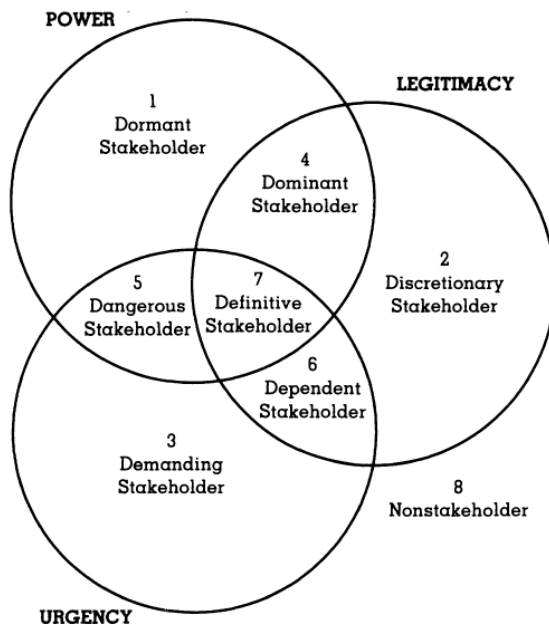 POWER
LEGITIMACY
1
Dormant
Stakeholder
4
Dominant
Stakeholder
2
Discretionary
Stakeholder
5
Dangerous
Stakeholder
7
Definitive
Stakeholder
6
Dependent
Stakeholder
3
Demanding
Stakeholder
8
Nonstakeholder
URGENCY